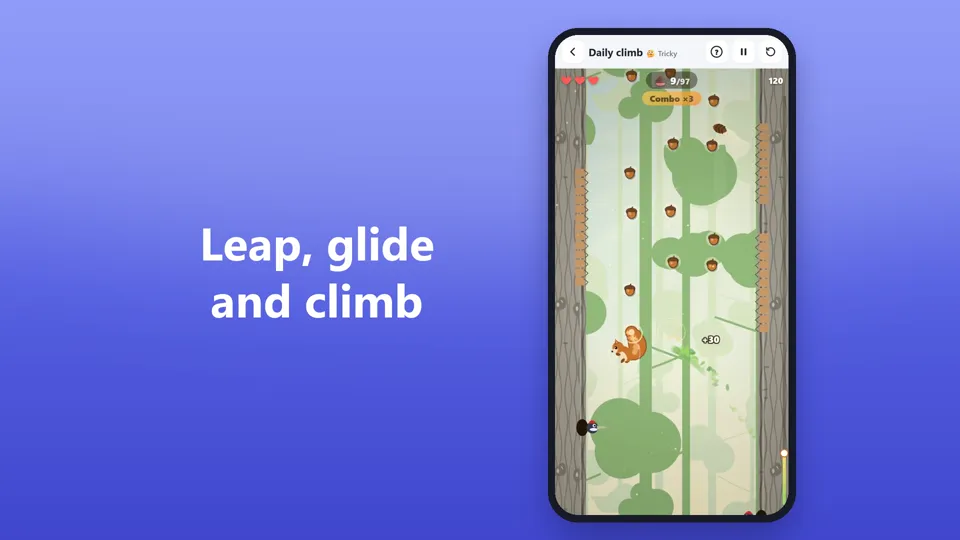 Leap, glide
and climb
Daily climb Tricky
9/97
120
Combo ×3
+30